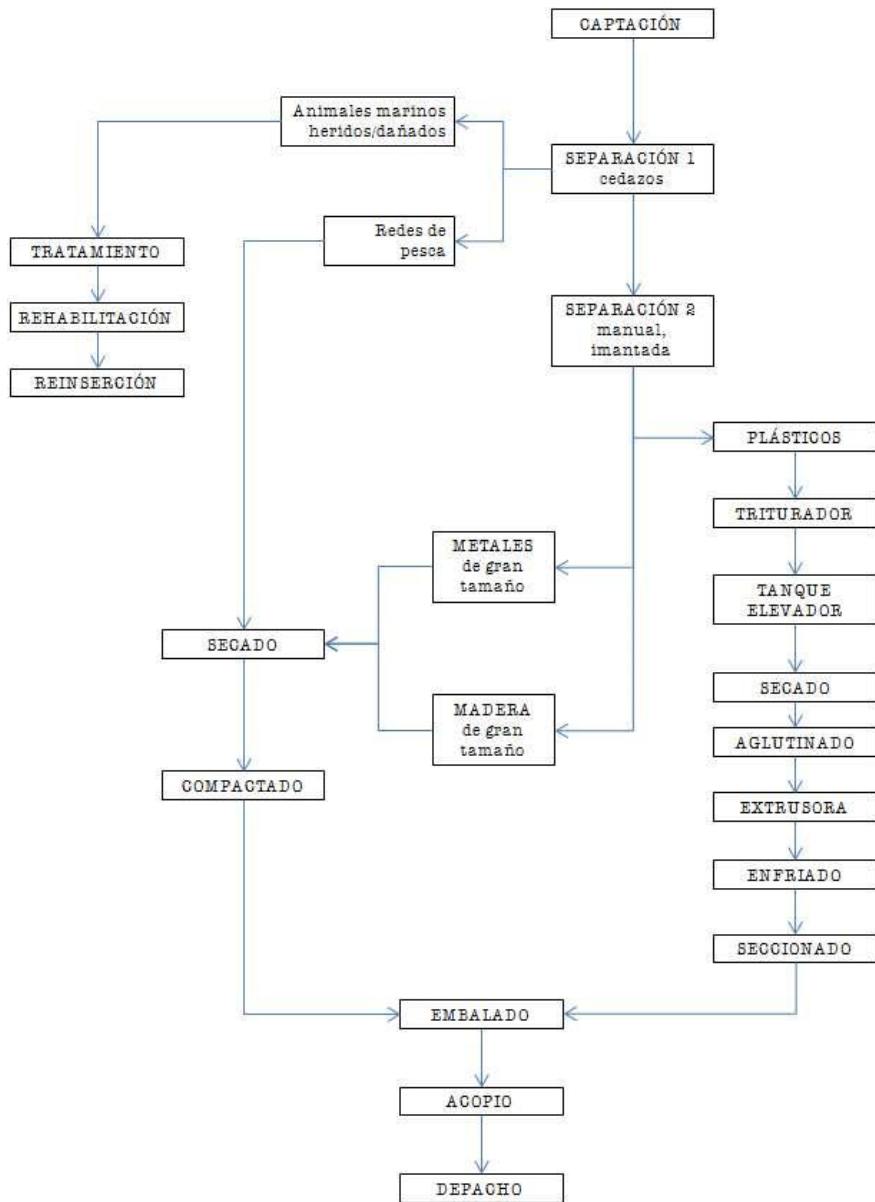 CAPTACIÓN
Animales marinos
heridos/dañados
SEPARACIÓN 1
cedazos
Redes de
pesca
TRATAMIENTO
REHABILITACIÓN
REINSERCIÓN
SEPARACIÓN 2
manual,
imantada
PLÁSTICOS
TRITURADOR
METALES
de gran
tamaño
TANQUE
ELEVADOR
SECADO
SECADO
MADERA
de gran
tamaño
AGLUTINADO
COMPACTADO
EXTRUSORA
ENFRIADO
SECCIONADO
EMBALADO
ACOPIO
DEPACHO